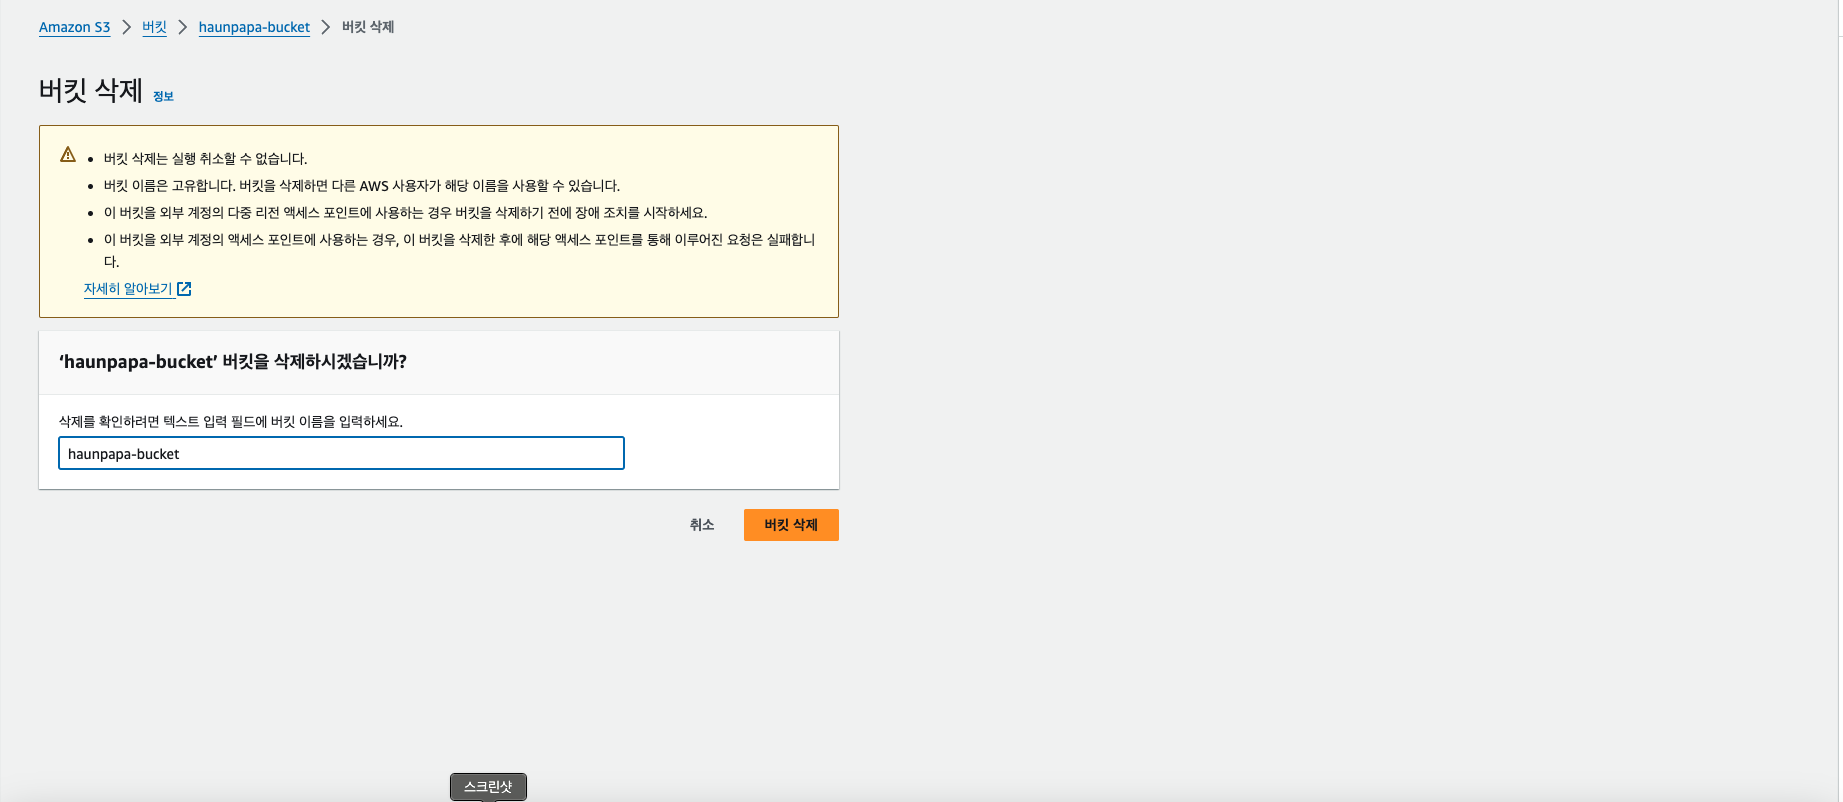 Amazon S3 > 버킷 > haunpapa-bucket > 버킷 삭제
버킷 삭제 정보
• 버킷 삭제는 실행 취소할 수 없습니다.
• 버킷 이름은 고유합니다. 버킷을 삭제하면 다른 AWS 사용자가 해당 이름을 사용할 수 있습니다.
• 이 버킷을 외부 계정의 다중 리전 액세스 포인트에 사용하는 경우 버킷을 삭제하기 전에 장애 조치를 시작하세요.
• 이 버킷을 외부 계정의 액세스 포인트에 사용하는 경우, 이 버킷을 삭제한 후에 해당 액세스 포인트를 통해 이루어진 요청은 실패합니
다.
자세히 알아보기
‘haunpapa-bucket’ 버킷을 삭제하시겠습니까?
삭제를 확인하려면 텍스트 입력 필드에 버킷 이름을 입력하세요.
haunpapa-bucket
취소 버킷 삭제
스크린샷